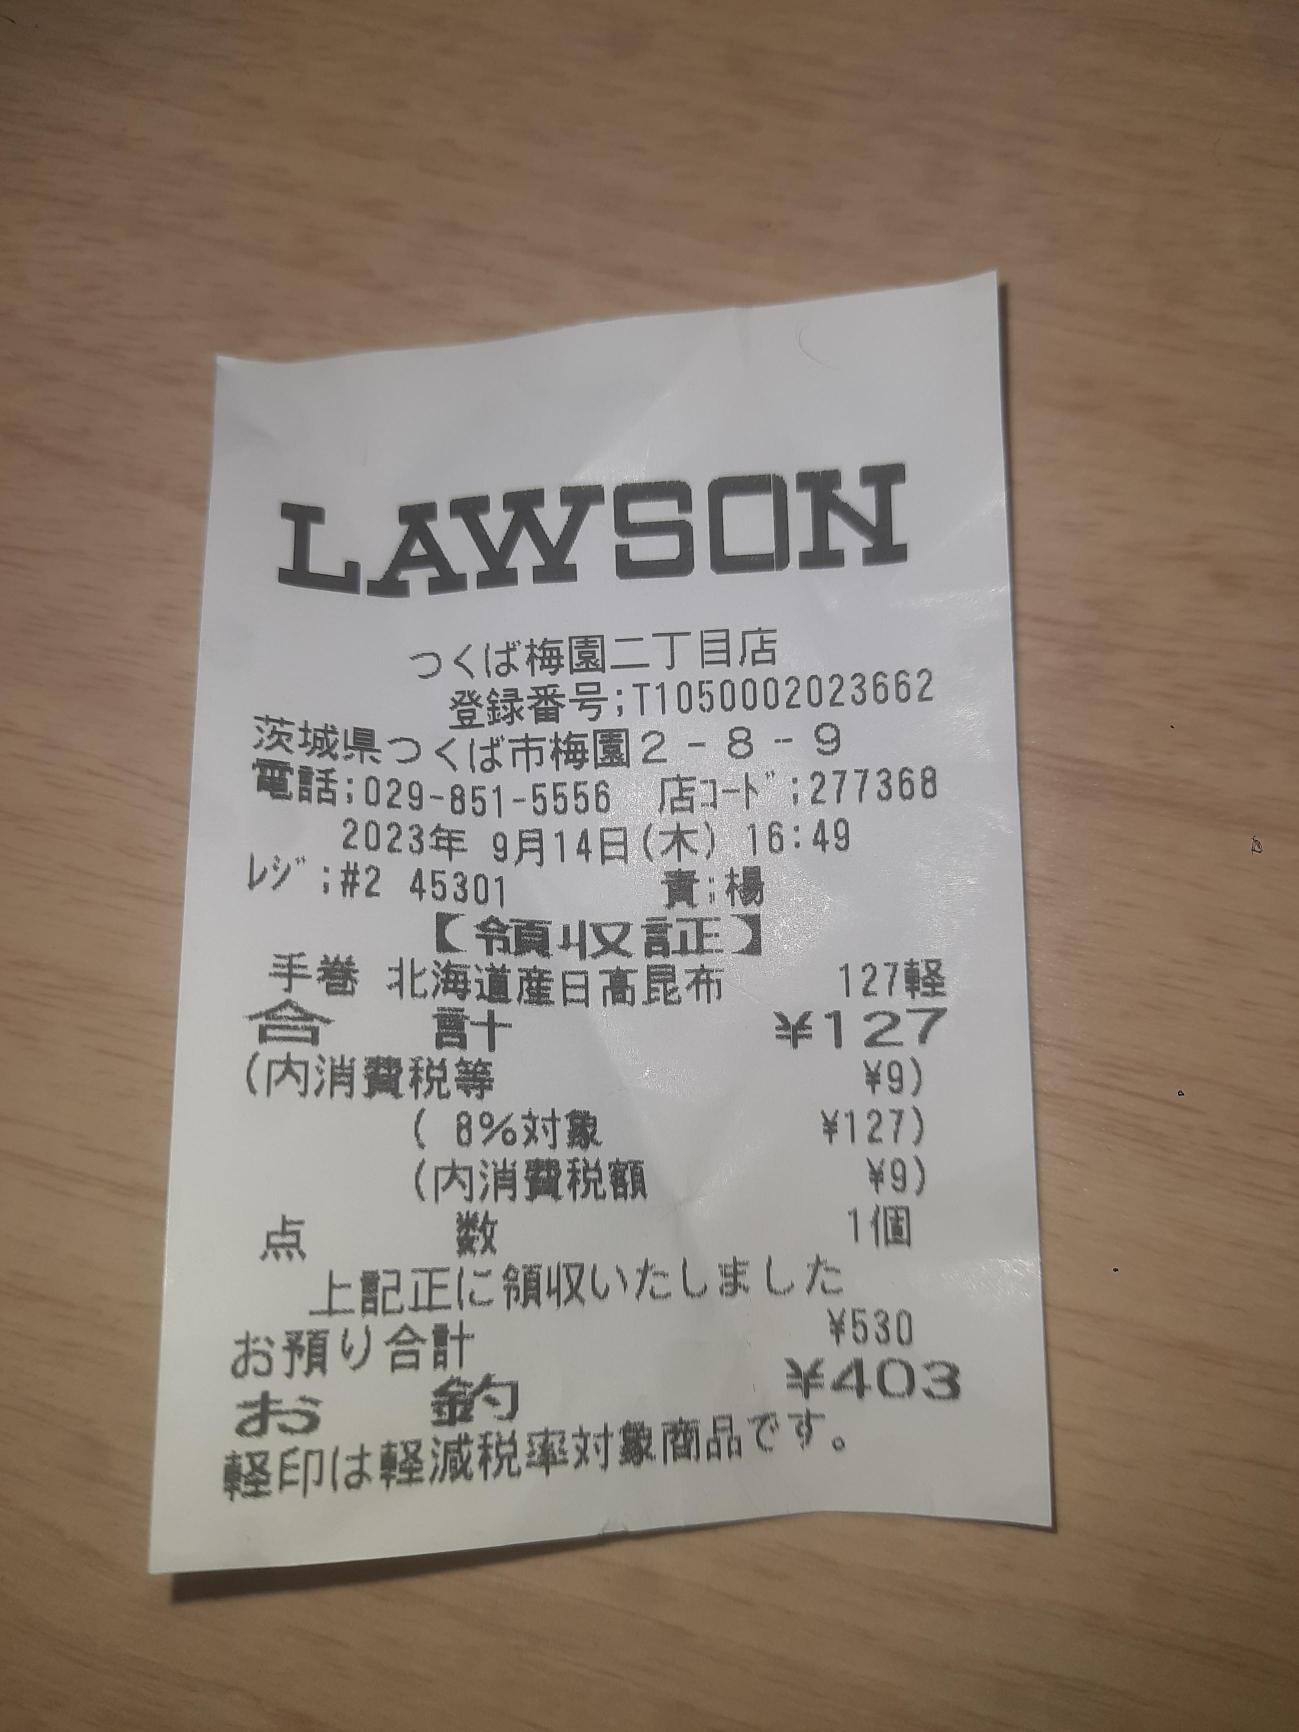 LAWSON
つくば梅園二丁目店
登録番号;T1050002023662
茨城県つくば市梅園2-8-9
電話;029-851-5556 店コード;277368
2023年 9月14日(木) 16:49
レジ;#2 45301 責:楊
【領収証】
手巻 北海道産日高昆布 127軽
合 計 ¥127
(内消費税等 ¥9)
( 8%対象 ¥127)
(内消費税額 ¥9)
点 数 1個
上記正に領収いたしました
お預り合計 ¥530
お 釣 ¥403
軽印は軽減税率対象商品です。